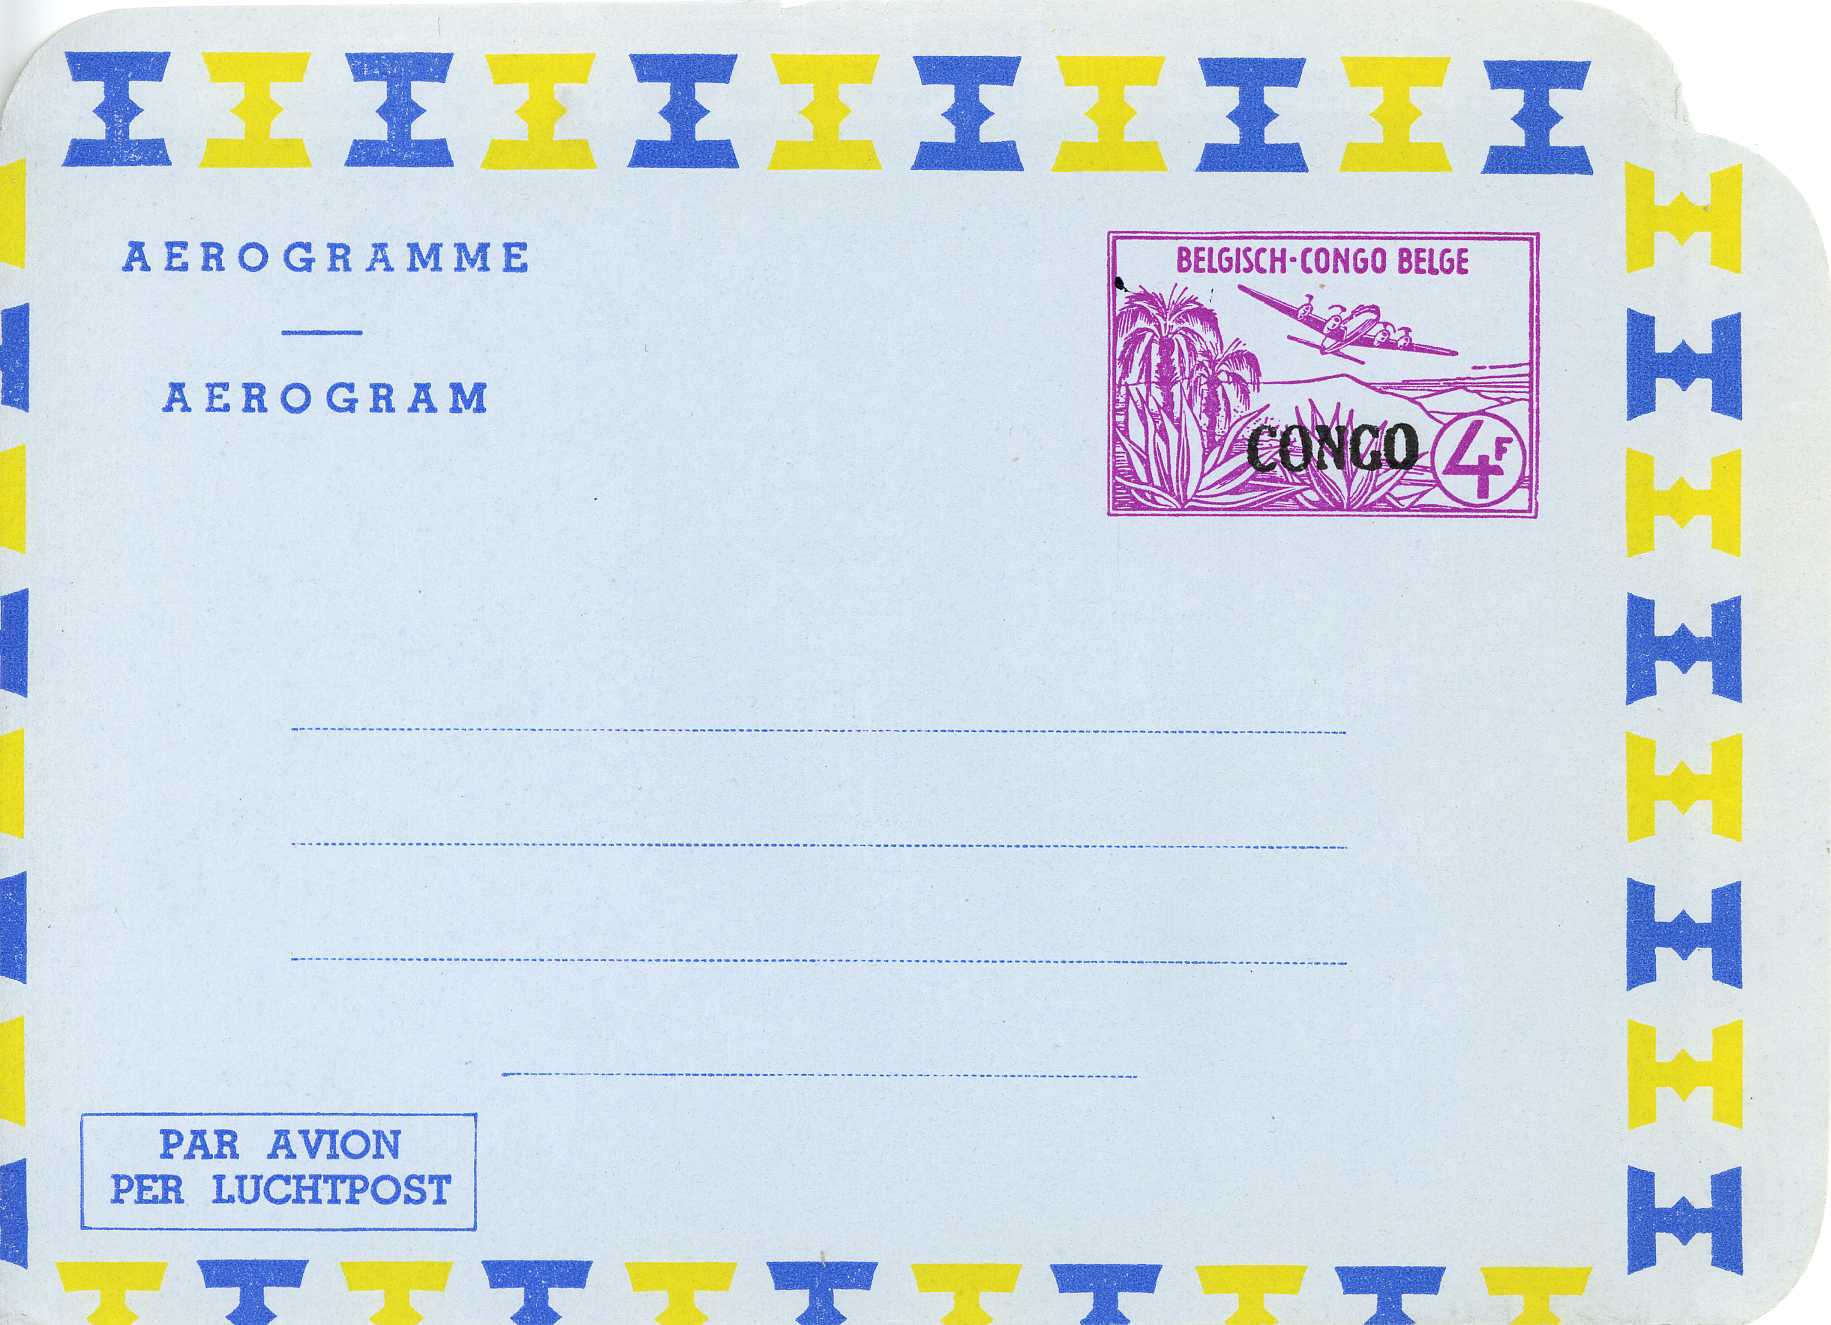 AEROGRAMME
AEROGRAM
BELGISCH-CONGO BELGE
CONGO
4F
PAR AVION
PER LUCHTPOST